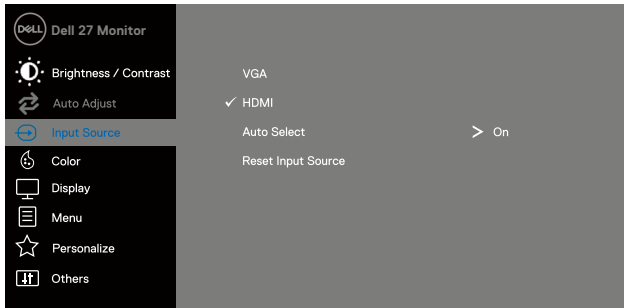 DELL Dell 27 Monitor
Brightness / Contrast
VGA
Auto Adjust
✓ HDMI
Input Source
Auto Select > On
Color
Reset Input Source
Display
Menu
Personalize
Others